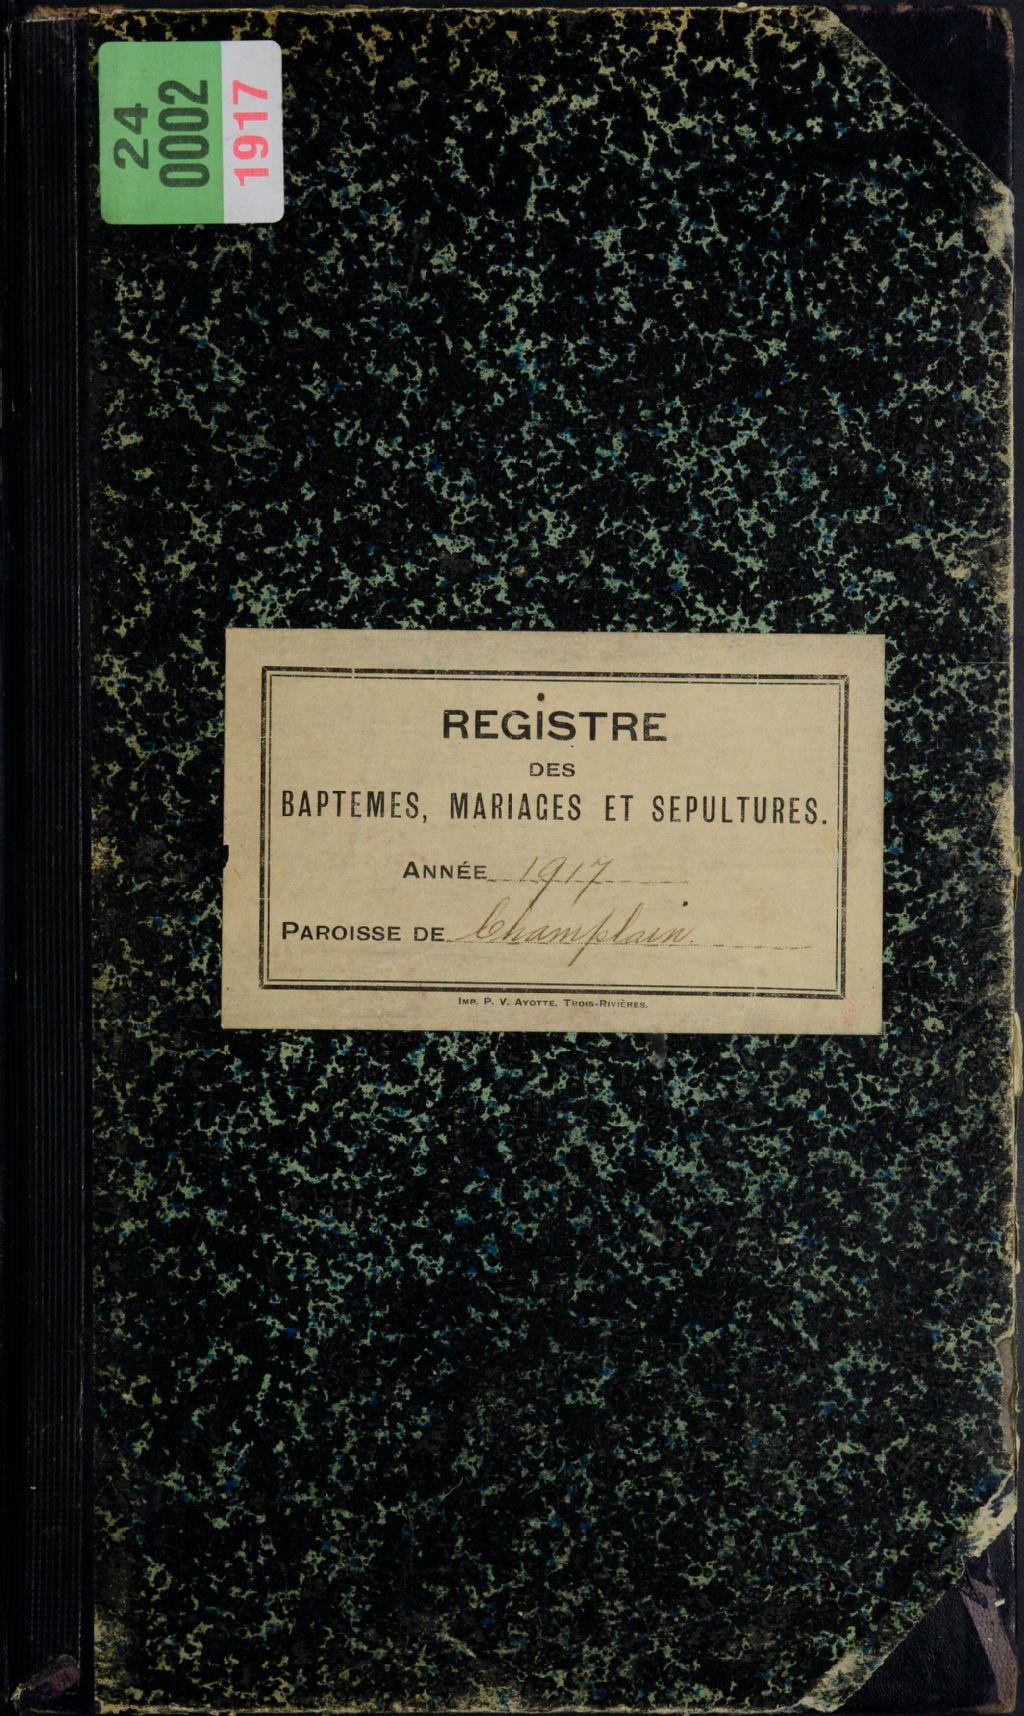 24
0002
1917
REGISTRE
DES
BAPTEMES, MARIAGES ET SEPULTURES.
ANNÉE 1917
PAROISSE DE Champlain.
IMP. P. V. AYOTTE, TROIS-RIVIÈRES.